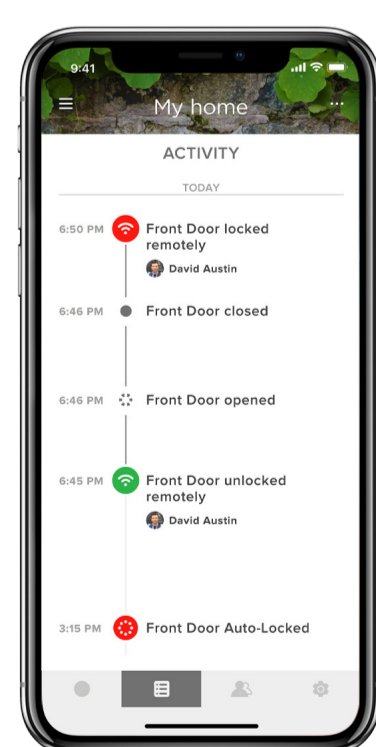 9:41
My home
ACTIVITY
TODAY
6:50 PM Front Door locked
remotely
David Austin
6:46 PM Front Door closed
6:46 PM Front Door opened
6:45 PM Front Door unlocked
remotely
David Austin
3:15 PM Front Door Auto-Locked